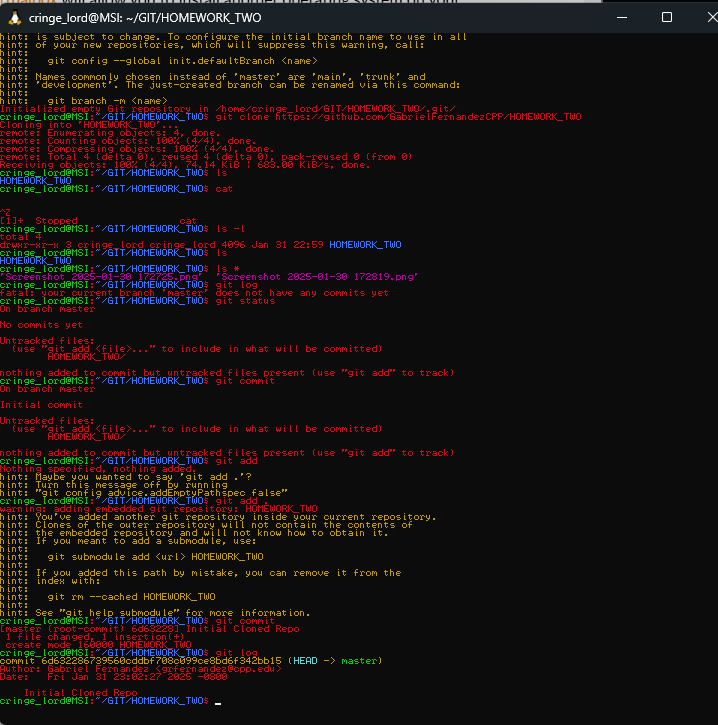 cringe_lord@MSI: ~/GIT/HOMEWORK_TWO
hint: is subject to change. To configure the initial branch name to use in all
hint: of your new repositories, which will suppress this warning, call:
hint:
hint:   git config --global init.defaultBranch <name>
hint:
hint: Names commonly chosen instead of 'master' are 'main', 'trunk' and
hint: 'development'. The just-created branch can be renamed via this command:
hint:
hint:   git branch -m <name>
Initialized empty Git repository in /home/cringe_lord/GIT/HOMEWORK_TWO/.git/
cringe_lord@MSI:~/GIT/HOMEWORK_TWO$ git clone https://github.com/GabrielFernandezCPP/HOMEWORK_TWO
Cloning into 'HOMEWORK_TWO'...
remote: Enumerating objects: 4, done.
remote: Counting objects: 100% (4/4), done.
remote: Compressing objects: 100% (4/4), done.
remote: Total 4 (delta 0), reused 4 (delta 0), pack-reused 0 (from 0)
Receiving objects: 100% (4/4), 74.14 KiB | 683.00 KiB/s, done.
cringe_lord@MSI:~/GIT/HOMEWORK_TWO$ ls
HOMEWORK_TWO
cringe_lord@MSI:~/GIT/HOMEWORK_TWO$ cat
^Z
[1]+  Stopped                 cat
cringe_lord@MSI:~/GIT/HOMEWORK_TWO$ ls -l
total 4
drwxr-xr-x 3 cringe_lord cringe_lord 4096 Jan 31 22:59 HOMEWORK_TWO
cringe_lord@MSI:~/GIT/HOMEWORK_TWO$ ls
HOMEWORK_TWO
cringe_lord@MSI:~/GIT/HOMEWORK_TWO$ ls *
'Screenshot 2025-01-30 172725.png'  'Screenshot 2025-01-30 172819.png'
cringe_lord@MSI:~/GIT/HOMEWORK_TWO$ git log
fatal: your current branch 'master' does not have any commits yet
cringe_lord@MSI:~/GIT/HOMEWORK_TWO$ git status
On branch master
No commits yet
Untracked files:
  (use "git add <file>..." to include in what will be committed)
        HOMEWORK_TWO/
nothing added to commit but untracked files present (use "git add" to track)
cringe_lord@MSI:~/GIT/HOMEWORK_TWO$ git commit
On branch master
Initial commit
Untracked files:
  (use "git add <file>..." to include in what will be committed)
        HOMEWORK_TWO/
nothing added to commit but untracked files present (use "git add" to track)
cringe_lord@MSI:~/GIT/HOMEWORK_TWO$ git add
Nothing specified, nothing added.
hint: Maybe you wanted to say 'git add .'?
hint: Turn this message off by running
hint: "git config advice.addEmptyPathspec false"
cringe_lord@MSI:~/GIT/HOMEWORK_TWO$ git add .
warning: adding embedded git repository: HOMEWORK_TWO
hint: You've added another git repository inside your current repository.
hint: Clones of the outer repository will not contain the contents of
hint: the embedded repository and will not know how to obtain it.
hint: If you meant to add a submodule, use:
hint:
hint:   git submodule add <url> HOMEWORK_TWO
hint:
hint: If you added this path by mistake, you can remove it from the
hint: index with:
hint:
hint:   git rm --cached HOMEWORK_TWO
hint:
hint: See "git help submodule" for more information.
cringe_lord@MSI:~/GIT/HOMEWORK_TWO$ git commit
[master (root-commit) 6d63228] Initial Cloned Repo
 1 file changed, 1 insertion(+)
 create mode 160000 HOMEWORK_TWO
cringe_lord@MSI:~/GIT/HOMEWORK_TWO$ git log
commit 6d632286739560cddbf708c099ce8bd6f342bb15 (HEAD -> master)
Author: Gabriel Fernandez <grfernandez@cpp.edu>
Date:   Fri Jan 31 23:02:27 2025 -0800
    Initial Cloned Repo
cringe_lord@MSI:~/GIT/HOMEWORK_TWO$